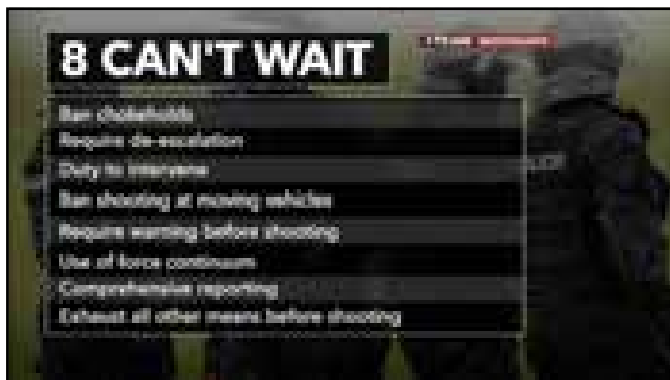 8 CAN'T WAIT
Ban chokeholds
Require de-escalation
Duty to intervene
Ban shooting at moving vehicles
Require warning before shooting
Use of force continuum
Comprehensive reporting
Exhaust all other means before shooting